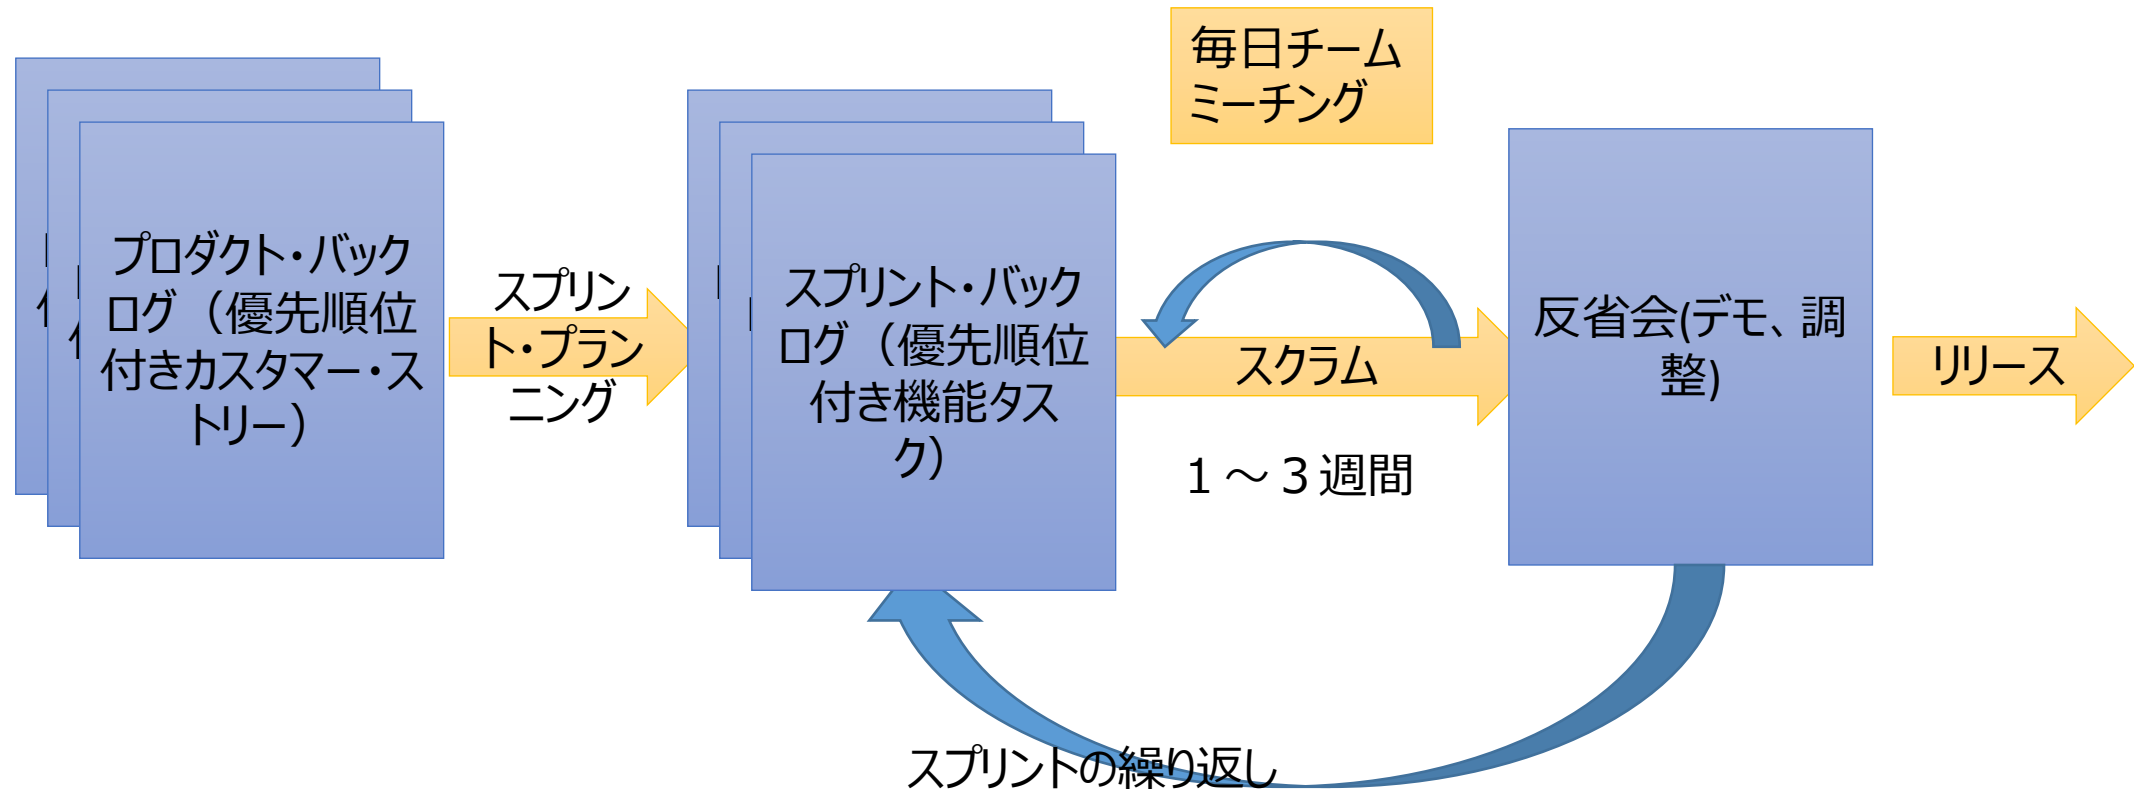 毎日チーム
ミーチング
プロダクト・バック
ログ（優先順位
付きカスタマー・ス
トリー）
スプリン
ト・プラン
ニング
スプリント・バック
ログ（優先順位
付き機能タス
ク）
スクラム
１～３週間
反省会(デモ、調
整)
リリース
スプリントの繰り返し